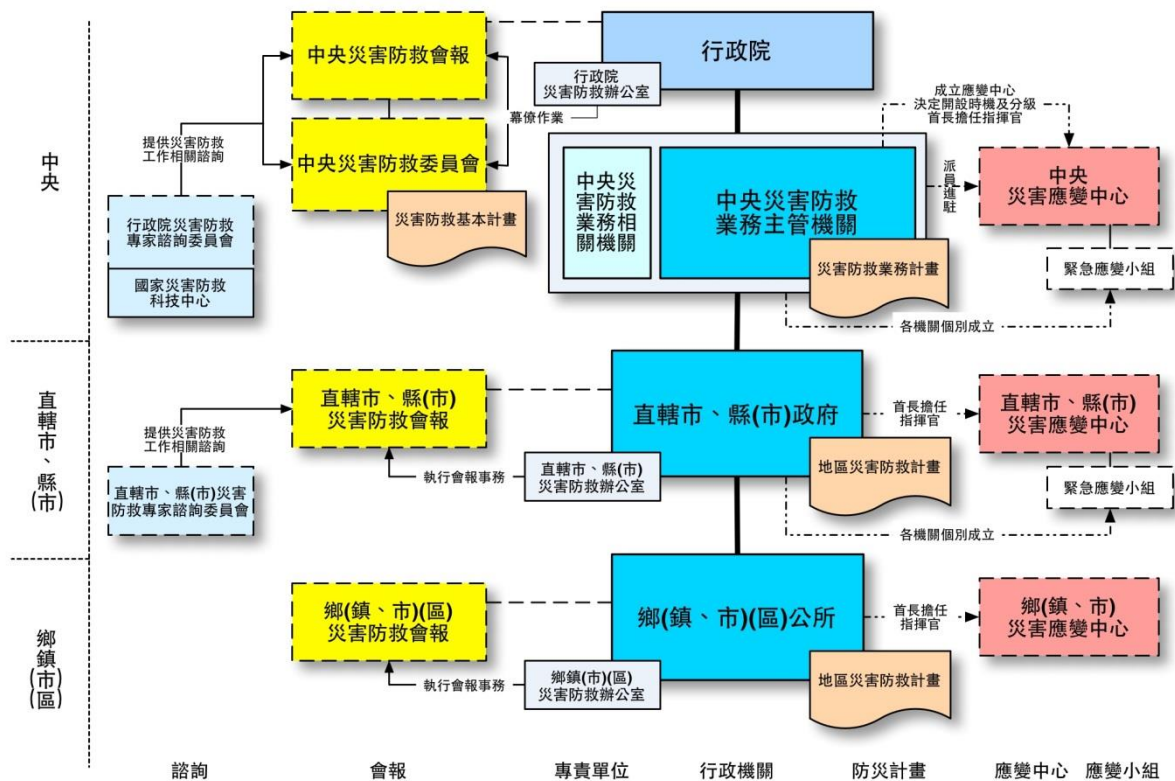 中央災害防救會報
行政院
行政院
災害防救辦公室
幕僚作業
成立應變中心
決定開設時機及分級
首長擔任指揮官
中央
提供災害防救
工作相關諮詢
中央災害防救委員會
災害防救基本計畫
行政院災害防救
專家諮詢委員會
國家災害防救
科技中心
中央災
害防救
業務相
關機關
中央災害防救
業務主管機關
災害防救業務計畫
派員進駐
中央
災害應變中心
緊急應變小組
各機關個別成立
直轄市、縣(市)
直轄市、縣(市)
災害防救會報
直轄市、縣(市)政府
首長擔任
指揮官
直轄市、縣(市)
災害應變中心
提供災害防救
工作相關諮詢
執行會報事務
直轄市、縣(市)
災害防救辦公室
地區災害防救計畫
緊急應變小組
直轄市、縣(市)災害
防救專家諮詢委員會
各機關個別成立
鄉鎮(市)(區)
鄉(鎮、市)(區)
災害防救會報
鄉(鎮、市)(區)公所
首長擔任
指揮官
鄉(鎮、市)
災害應變中心
執行會報事務
鄉鎮(市)(區)
災害防救辦公室
地區災害防救計畫
諮詢 會報 專責單位 行政機關 防災計畫 應變中心 應變小組